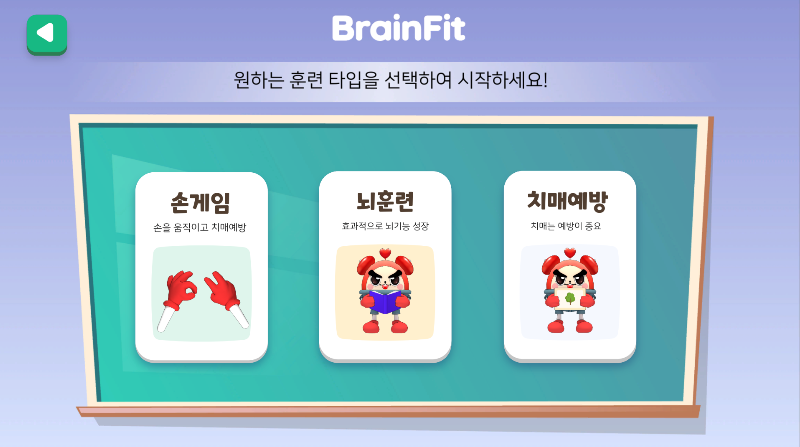 BrainFit
원하는 훈련 타입을 선택하여 시작하세요!
손게임
손을 움직이고 치매예방
뇌훈련
효과적으로 뇌기능 성장
치매예방
치매는 예방이 중요